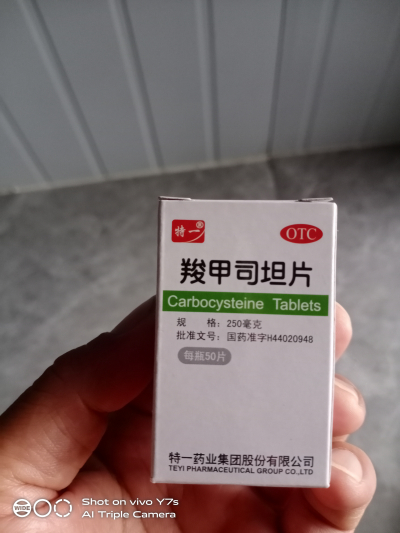 特一®
OTC
羧甲司坦片
Carbocysteine Tablets
规 格：250毫克
批准文号：国药准字H44020948
每瓶50片
特一药业集团股份有限公司
TEYI PHARMACEUTICAL GROUP CO.,LTD
WIDE
Shot on vivo Y7s
AI Triple Camera